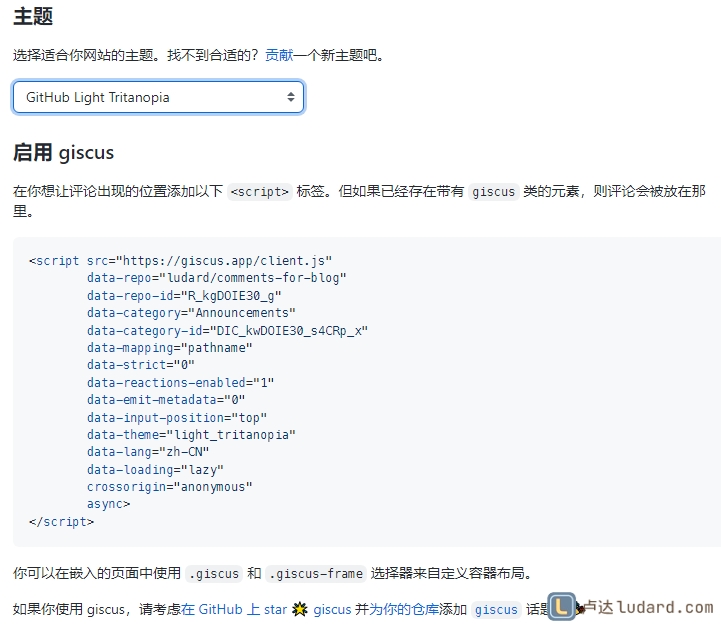 主题
选择适合你网站的主题。找不到合适的？贡献一个新主题吧。
GitHub Light Tritanopia
启用 giscus
在你想让评论出现的位置添加以下 <script> 标签。但如果已经存在带有 giscus 类的元素，则评论会被放在那
里。
<script src="https://giscus.app/client.js"
        data-repo="ludard/comments-for-blog"
        data-repo-id="R_kgDOIE30_g"
        data-category="Announcements"
        data-category-id="DIC_kwDOIE30_s4CRp_x"
        data-mapping="pathname"
        data-strict="0"
        data-reactions-enabled="1"
        data-emit-metadata="0"
        data-input-position="top"
        data-theme="light_tritanopia"
        data-lang="zh-CN"
        data-loading="lazy"
        crossorigin="anonymous"
        async>
</script>
你可以在嵌入的页面中使用 .giscus 和 .giscus-frame 选择器来自定义容器布局。
如果你使用 giscus，请考虑在 GitHub 上 star 🌟 giscus 并为你的仓库添加 giscus 话
L 卢达ludard.com